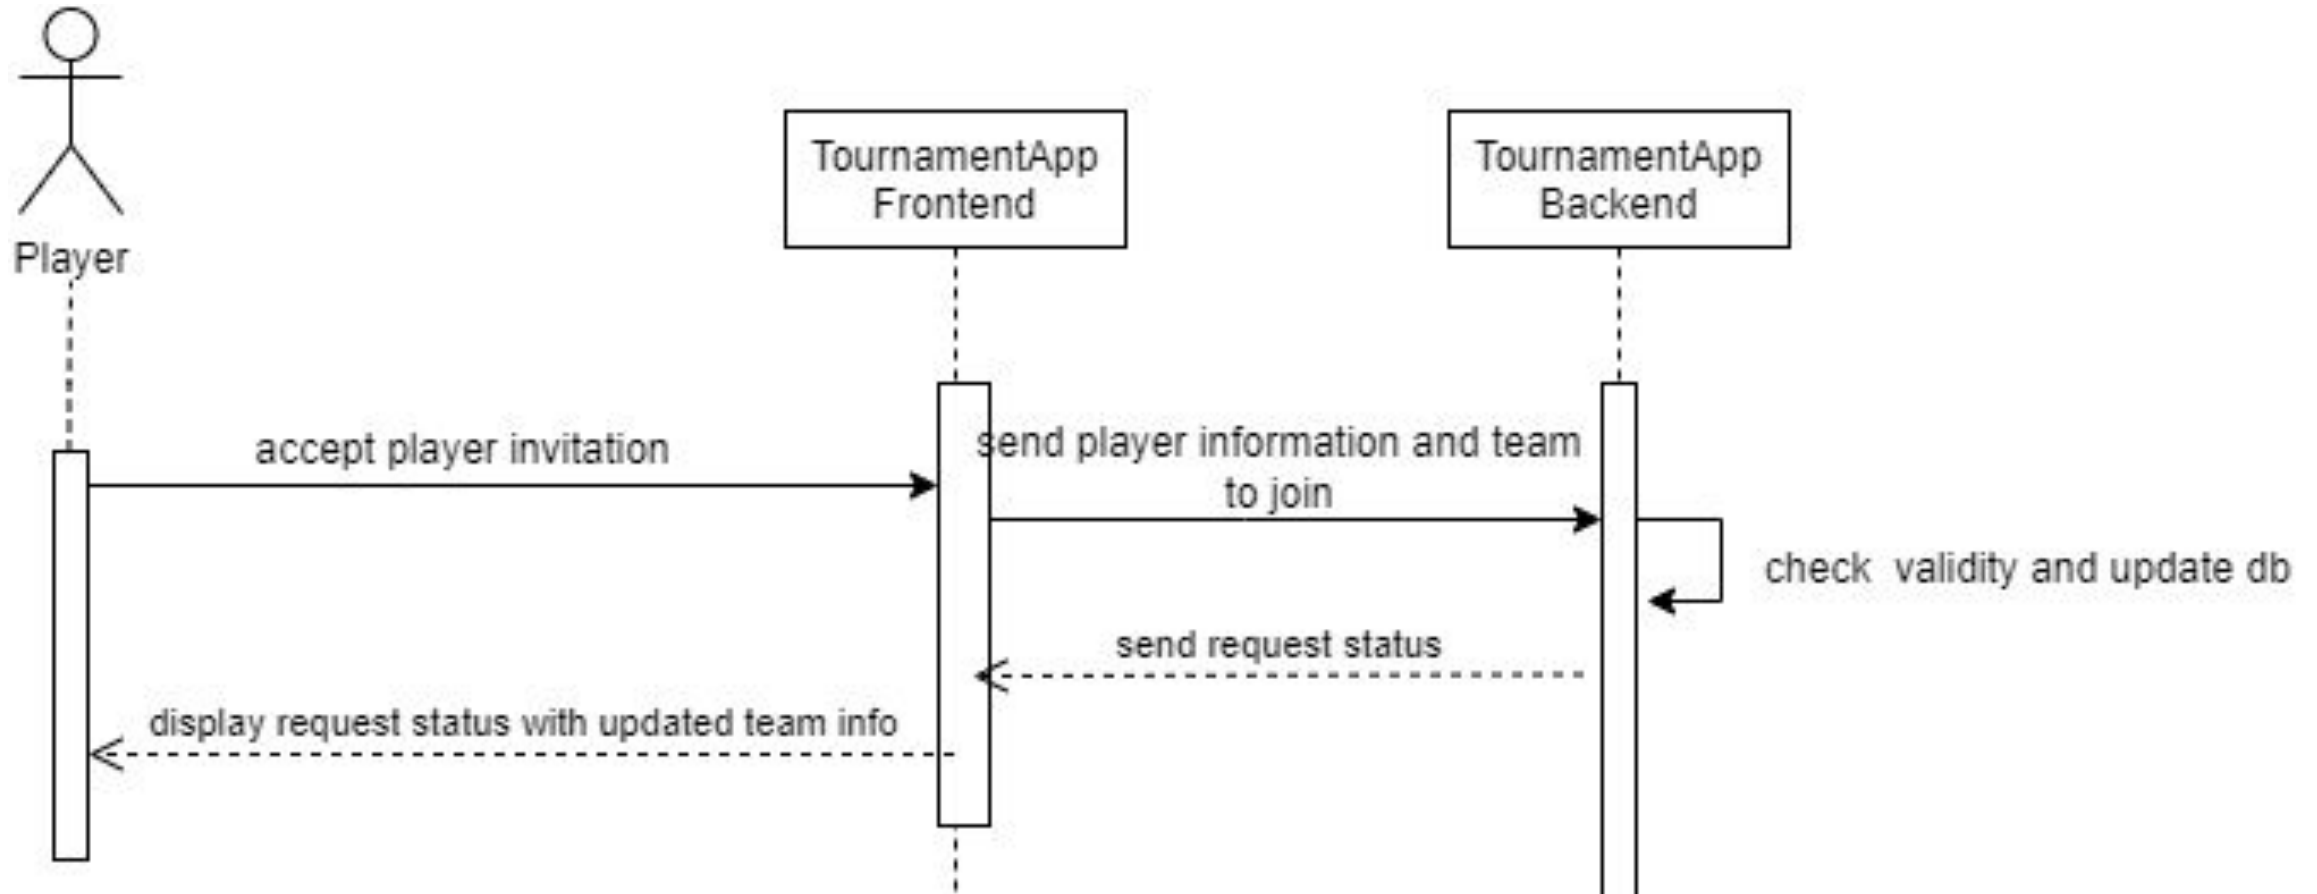 Player
TournamentApp
Frontend
TournamentApp
Backend
accept player invitation
send player information and team
to join
check  validity and update db
send request status
display request status with updated team info